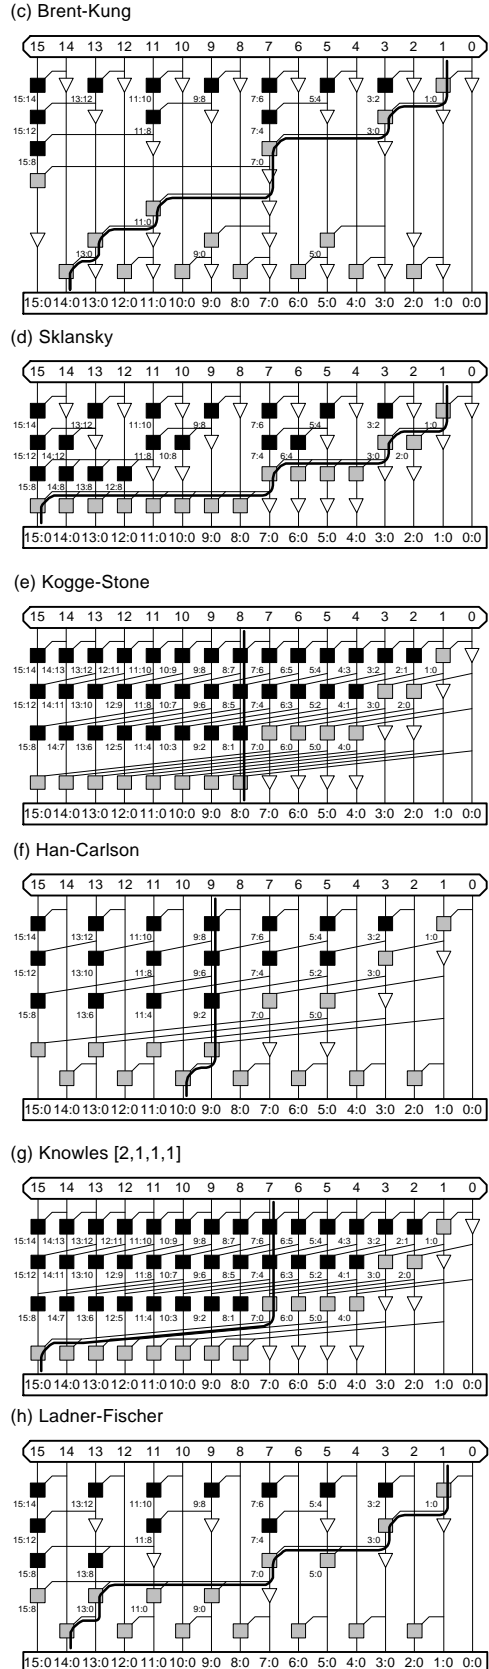 (c) Brent-Kung
15 14 13 12 11 10 9 8 7 6 5 4 3 2 1 0
15:14 13:12 11:10 9:8 7:6 5:4 3:2 1:0
15:12 11:8 7:4 3:0
15:8 7:0
11:0
13:0 9:0 5:0
15:0 14:0 13:0 12:0 11:0 10:0 9:0 8:0 7:0 6:0 5:0 4:0 3:0 2:0 1:0 0:0
(d) Sklansky
15 14 13 12 11 10 9 8 7 6 5 4 3 2 1 0
15:14 13:12 11:10 9:8 7:6 5:4 3:2 1:0
15:12 14:12 11:8 10:8 7:4 6:4 3:0 2:0
15:8 14:8 13:8 12:8
15:0 14:0 13:0 12:0 11:0 10:0 9:0 8:0 7:0 6:0 5:0 4:0 3:0 2:0 1:0 0:0
(e) Kogge-Stone
15 14 13 12 11 10 9 8 7 6 5 4 3 2 1 0
15:14 14:13 13:12 12:11 11:10 10:9 9:8 8:7 7:6 6:5 5:4 4:3 3:2 2:1 1:0
15:12 14:11 13:10 12:9 11:8 10:7 9:6 8:5 7:4 6:3 5:2 4:1 3:0 2:0
15:8 14:7 13:6 12:5 11:4 10:3 9:2 8:1 7:0 6:0 5:0 4:0
15:0 14:0 13:0 12:0 11:0 10:0 9:0 8:0 7:0 6:0 5:0 4:0 3:0 2:0 1:0 0:0
(f) Han-Carlson
15 14 13 12 11 10 9 8 7 6 5 4 3 2 1 0
15:14 13:12 11:10 9:8 7:6 5:4 3:2 1:0
15:12 13:10 11:8 9:6 7:4 5:2 3:0
15:8 13:6 11:4 9:2 7:0 5:0
15:0 14:0 13:0 12:0 11:0 10:0 9:0 8:0 7:0 6:0 5:0 4:0 3:0 2:0 1:0 0:0
(g) Knowles [2,1,1,1]
15 14 13 12 11 10 9 8 7 6 5 4 3 2 1 0
15:14 14:13 13:12 12:11 11:10 10:9 9:8 8:7 7:6 6:5 5:4 4:3 3:2 2:1 1:0
15:12 14:11 13:10 12:9 11:8 10:7 9:6 8:5 7:4 6:3 5:2 4:1 3:0 2:0
15:8 14:7 13:6 12:5 11:4 10:3 9:2 8:1 7:0 6:0 5:0 4:0
15:0 14:0 13:0 12:0 11:0 10:0 9:0 8:0 7:0 6:0 5:0 4:0 3:0 2:0 1:0 0:0
(h) Ladner-Fischer
15 14 13 12 11 10 9 8 7 6 5 4 3 2 1 0
15:14 13:12 11:10 9:8 7:6 5:4 3:2 1:0
15:12 11:8 7:4 3:0
15:8 13:8 7:0 5:0
15:8 13:0 11:0 9:0
15:0 14:0 13:0 12:0 11:0 10:0 9:0 8:0 7:0 6:0 5:0 4:0 3:0 2:0 1:0 0:0